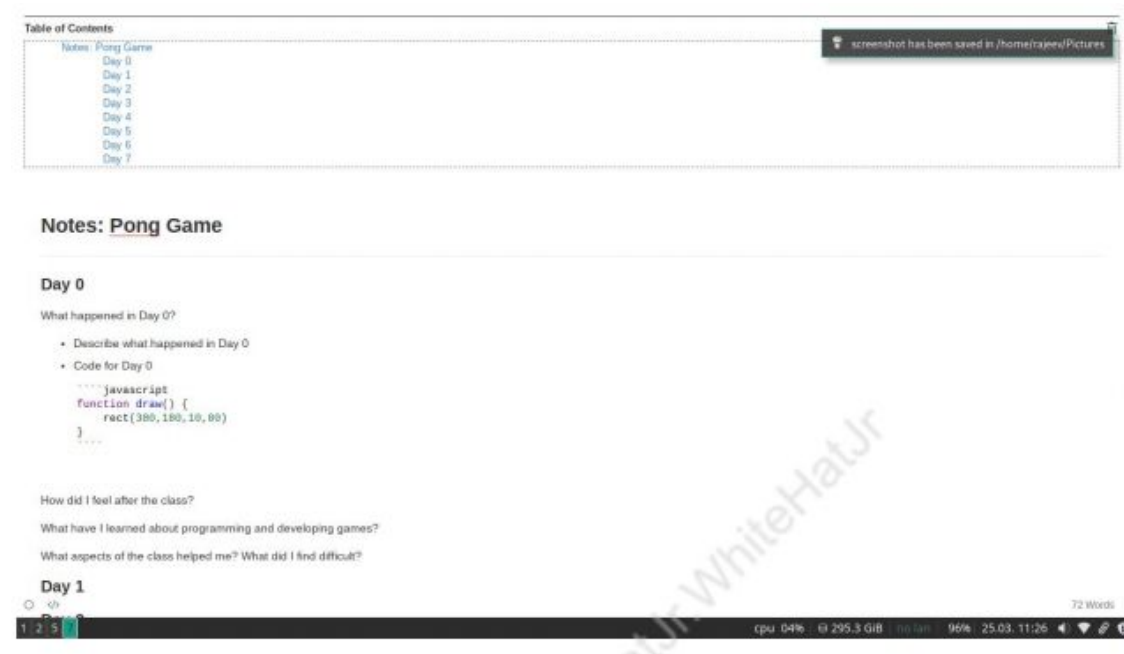 Table of Contents
screenshot has been saved in /home/rajeev/Pictures
Notes: Pong Game
Day 0
Day 1
Day 2
Day 3
Day 4
Day 5
Day 6
Day 7
Notes: Pong Game
Day 0
What happened in Day 0?
• Describe what happened in Day 0
• Code for Day 0
````javascript
function draw() {
rect(380,180,10,80)
}
````
How did I feel after the class?
What have I learned about programming and developing games?
What aspects of the class helped me? What did I find difficult?
Day 1
</> 72 Words
1 2 5 7 cpu 04% 295.3 GiB no lan 96% 25.03. 11:26
WhiteHatJr